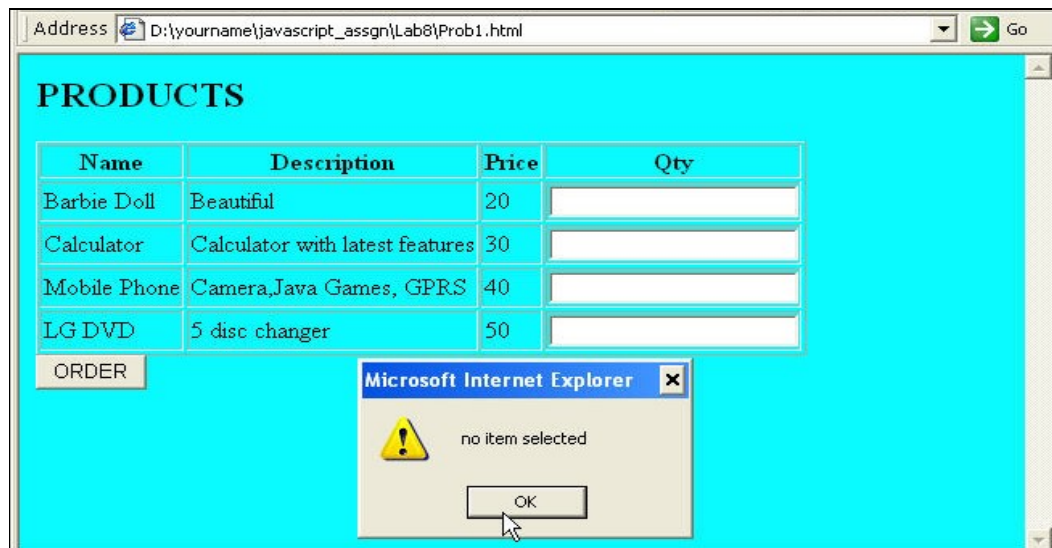 Address D:\yourname\javascript_assgn\Lab8\Prob1.html Go
PRODUCTS
Name Description Price Qty
Barbie Doll Beautiful 20
Calculator Calculator with latest features 30
Mobile Phone Camera,Java Games, GPRS 40
LG DVD 5 disc changer 50
ORDER
Microsoft Internet Explorer
no item selected
OK